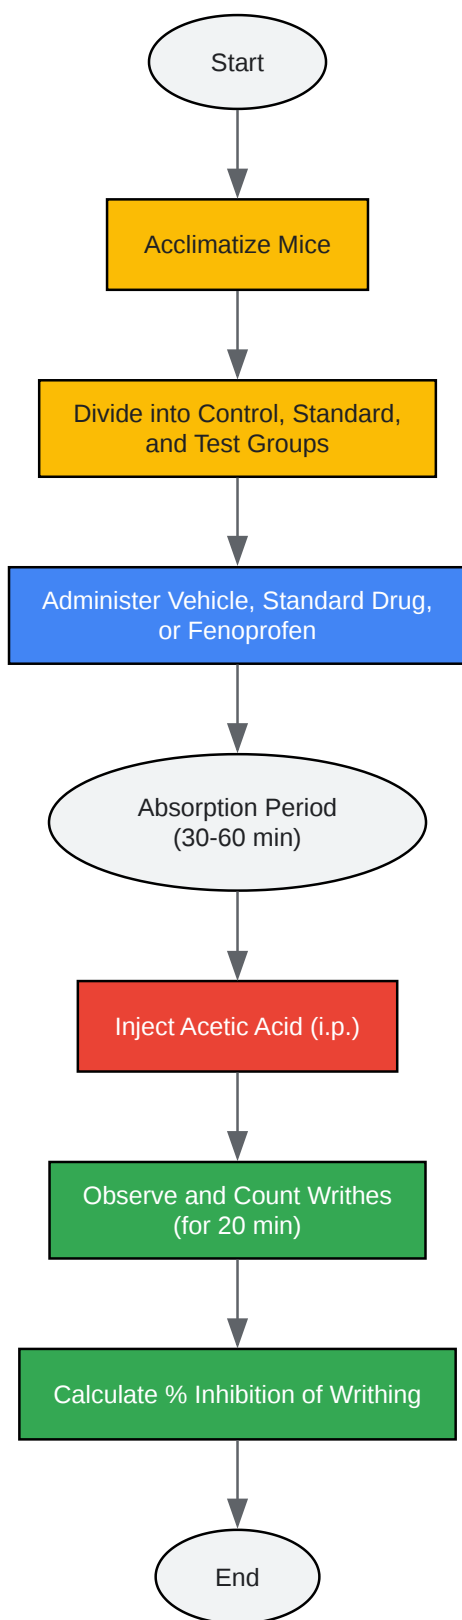 Start
Acclimatize Mice
Divide into Control, Standard,
and Test Groups
Administer Vehicle, Standard Drug,
or Fenoprofen
Absorption Period
(30-60 min)
Inject Acetic Acid (i.p.)
Observe and Count Writhes
(for 20 min)
Calculate % Inhibition of Writhing
End